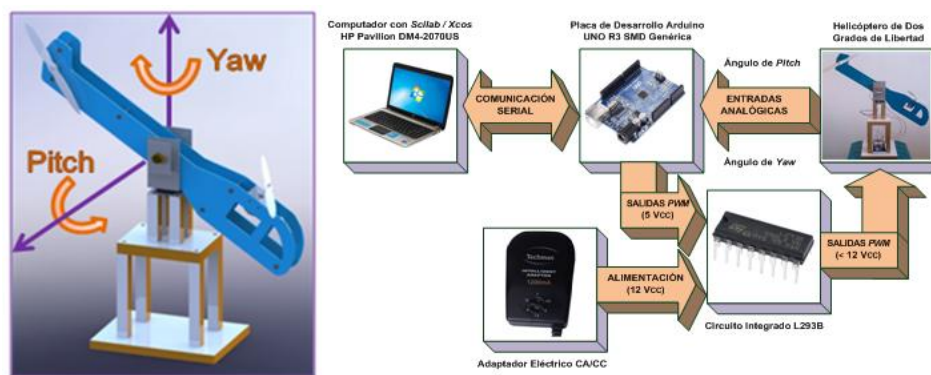 Yaw
Pitch
Computador con Scilab / Xcos
HP Pavilion DM4-2070US
Placa de Desarrollo Arduino
UNO R3 SMD Genérica
Helicóptero de Dos
Grados de Libertad
COMUNICACIÓN
SERIAL
Ángulo de Pitch
ENTRADAS
ANALÓGICAS
Ángulo de Yaw
SALIDAS PWM
(5 Vcc)
SALIDAS PWM
(< 12 Vcc)
ALIMENTACIÓN
(12 Vcc)
Circuito Integrado L293B
Adaptador Eléctrico CA/CC